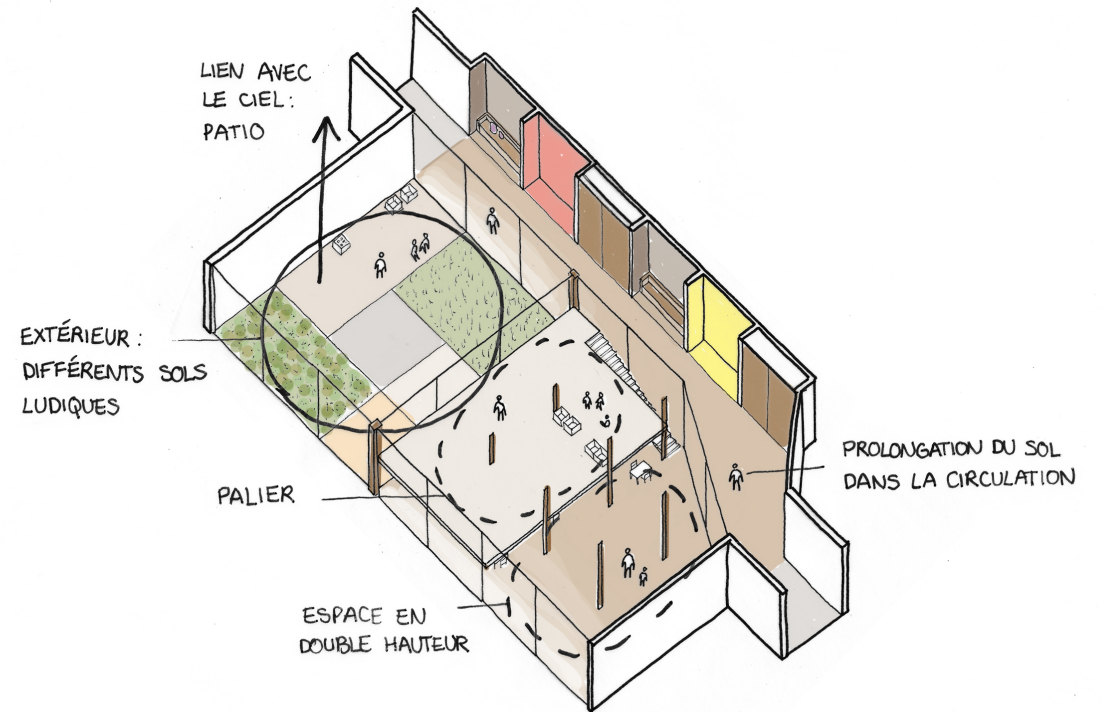 LIEN AVEC
LE CIEL :
PATIO
EXTÉRIEUR :
DIFFÉRENTS SOLS
LUDIQUES
PALIER
ESPACE EN
DOUBLE HAUTEUR
PROLONGATION DU SOL
DANS LA CIRCULATION